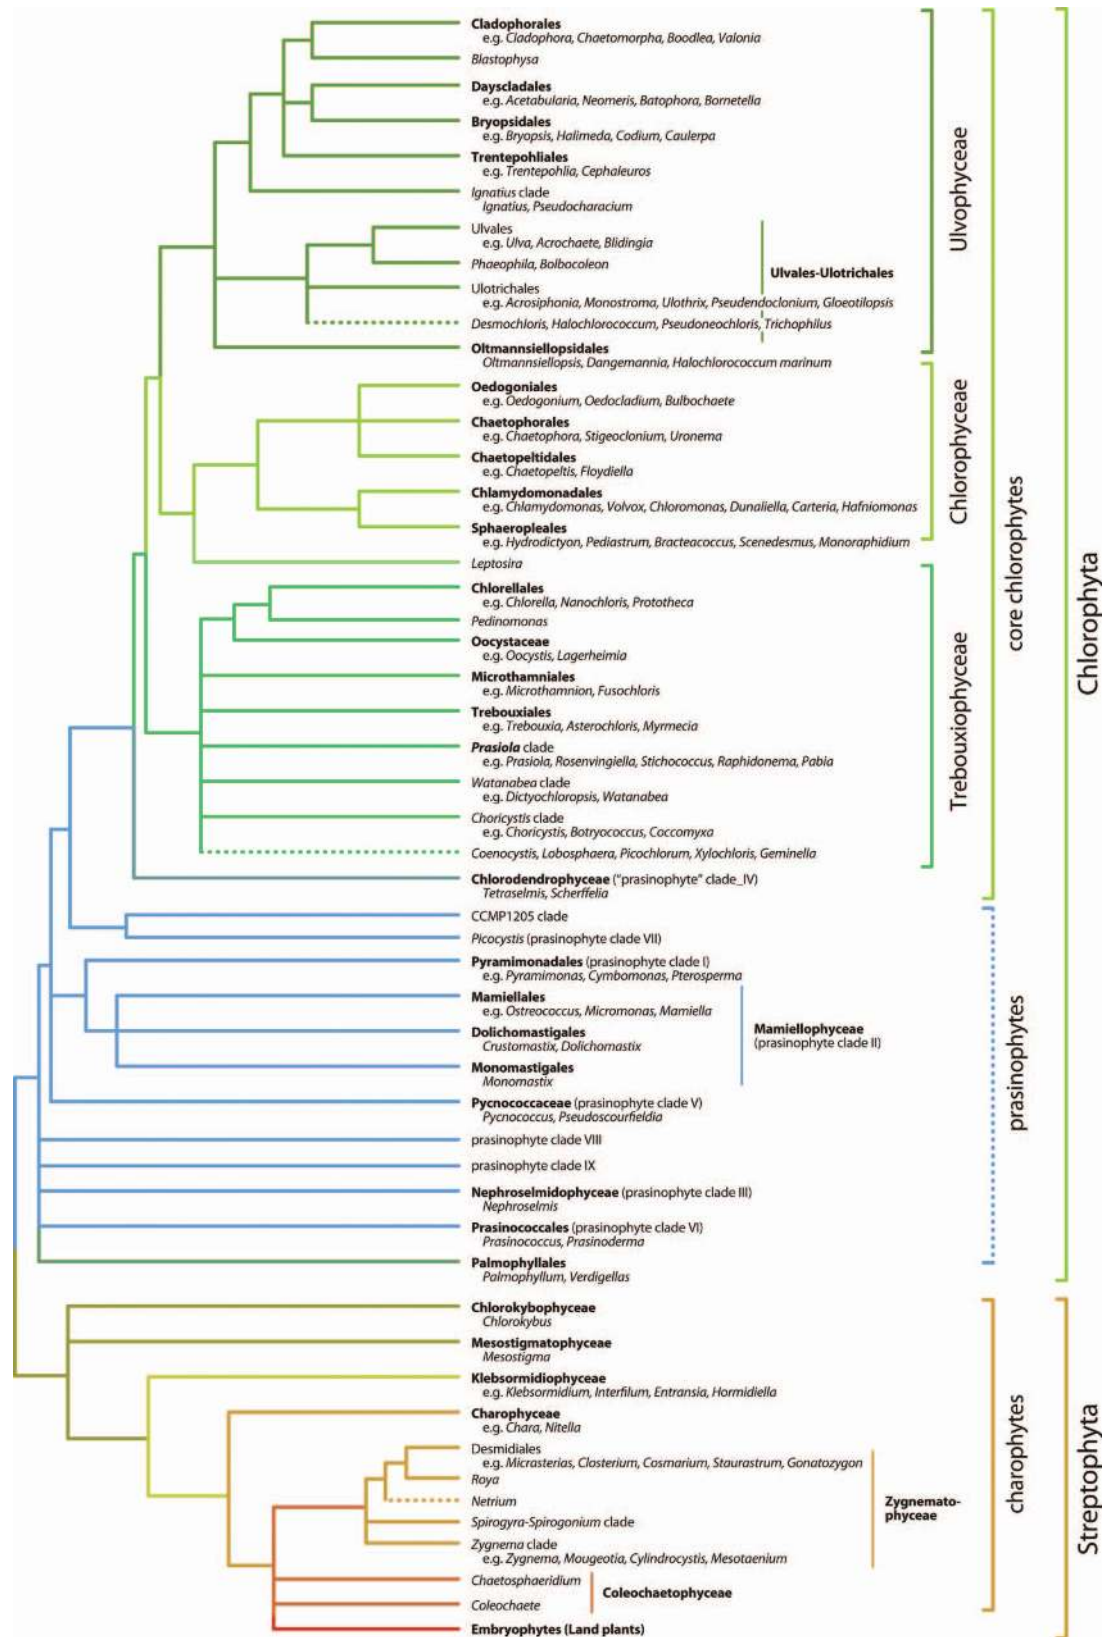 Cladophorales
e.g. Cladophora, Chaetomorpha, Boodlea, Valonia
Blastophysa
Dayscladales
e.g. Acetabularia, Neomeris, Batophora, Bornetella
Bryopsidales
e.g. Bryopsis, Halimeda, Codium, Caulerpa
Trentepohliales
e.g. Trentepohlia, Cephaleuros
Ignatius clade
Ignatius, Pseudocharacium
Ulvales
e.g. Ulva, Acrochaete, Blidingia
Phaeophila, Bolbocoleon
Ulvales-Ulotrichales
Ulotrichales
e.g. Acrosiphonia, Monostroma, Ulothrix, Pseudendoclonium, Gloeotilopsis
Desmochloris, Halochlorococcum, Pseudoneochloris, Trichophilus
Oltmannsiellopsidales
Oltmannsiellopsis, Dangemannia, Halochlorococcum marinum
Ulvophyceae
Oedogoniales
e.g. Oedogonium, Oedocladium, Bulbochaete
Chaetophorales
e.g. Chaetophora, Stigeoclonium, Uronema
Chaetopeltidales
e.g. Chaetopeltis, Floydiella
Chlamydomonadales
e.g. Chlamydomonas, Volvox, Chloromonas, Dunaliella, Carteria, Hafniomonas
Sphaeropleales
e.g. Hydrodictyon, Pediastrum, Bracteacoccus, Scenedesmus, Monoraphidium
Chlorophyceae
Leptosira
Chlorellales
e.g. Chlorella, Nanochloris, Prototheca
Pedinomonas
Oocystaceae
e.g. Oocystis, Lagerheimia
Microthamniales
e.g. Microthamnion, Fusochloris
Trebouxiales
e.g. Trebouxia, Asterochloris, Myrmecia
Prasiola clade
e.g. Prasiola, Rosenvingiella, Stichococcus, Raphidonema, Pabia
Watanabea clade
e.g. Dictyochloropsis, Watanabea
Choricystis clade
e.g. Choricystis, Botryococcus, Coccomyxa
Coenocystis, Lobosphaera, Picochlorum, Xylochloris, Geminella
Trebouxiophyceae
Chlorodendrophyceae ("prasinophyte" clade_IV)
Tetraselmis, Scherffelia
core chlorophytes
CCMP1205 clade
Picocystis (prasinophyte clade VII)
Pyramimonadales (prasinophyte clade I)
e.g. Pyramimonas, Cymbomonas, Pterosperma
Mamiellales
e.g. Ostreococcus, Micromonas, Mamiella
Dolichomastigales
Crustomastix, Dolichomastix
Monomastigales
Monomastix
Mamiellophyceae
(prasinophyte clade II)
Pycnococcaceae (prasinophyte clade V)
Pycnococcus, Pseudoscourfieldia
prasinophyte clade VIII
prasinophyte clade IX
Nephroselmidophyceae (prasinophyte clade III)
Nephroselmis
Prasinococcales (prasinophyte clade VI)
Prasinococcus, Prasinoderma
Palmophyllales
Palmophyllum, Verdigellas
prasinophytes
Chlorophyta
Chlorokybophyceae
Chlorokybus
Mesostigmatophyceae
Mesostigma
Klebsormidiophyceae
e.g. Klebsormidium, Interfilum, Entransia, Hormidiella
Charophyceae
e.g. Chara, Nitella
Desmidiales
e.g. Micrasterias, Closterium, Cosmarium, Staurastrum, Gonatozygon
Roya
Netrium
Spirogyra-Spirogonium clade
Zygnema clade
e.g. Zygnema, Mougeotia, Cylindrocystis, Mesotaenium
Zygnemato-
phyceae
Chaetosphaeridium
Coleochaete
Coleochaetophyceae
Embryophytes (Land plants)
charophytes
Streptophyta